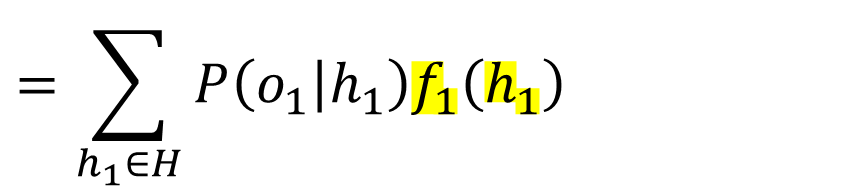 = ∑_{h₁∈H} P(o₁|h₁)f₁(h₁)